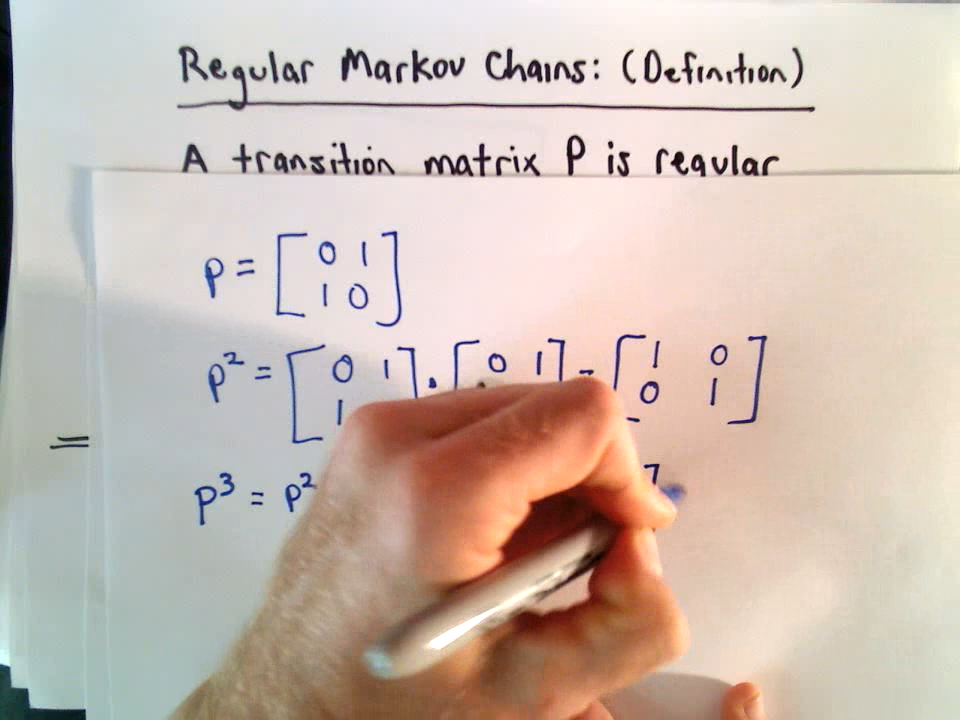 Regular Markov Chains: (Definition)
A transition matrix P is regular
P = [ 0 1
1 0 ]
P² = [ 0 1 ] · [ 0 1 ] = [ 1 0
1 0 1 ]
=
P³ = P²